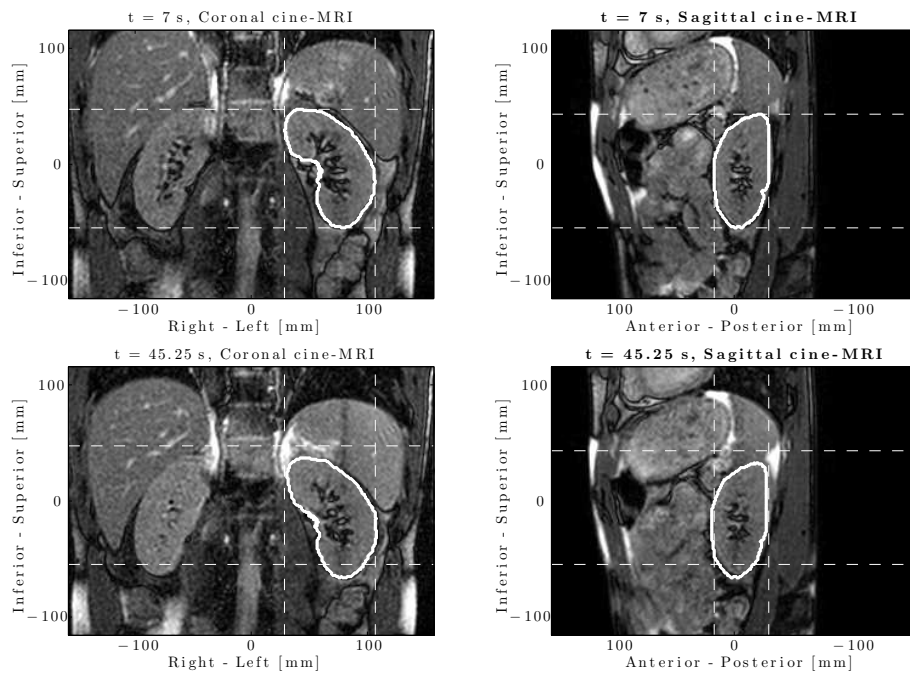 t = 7 s, Coronal cine-MRI
t = 7 s, Sagittal cine-MRI
Inferior - Superior [mm]
100
0
−100
−100
0
100
Right - Left [mm]
Inferior - Superior [mm]
100
0
−100
100
0
−100
Anterior - Posterior [mm]
t = 45.25 s, Coronal cine-MRI
t = 45.25 s, Sagittal cine-MRI
Inferior - Superior [mm]
100
0
−100
−100
0
100
Right - Left [mm]
Inferior - Superior [mm]
100
0
−100
100
0
−100
Anterior - Posterior [mm]